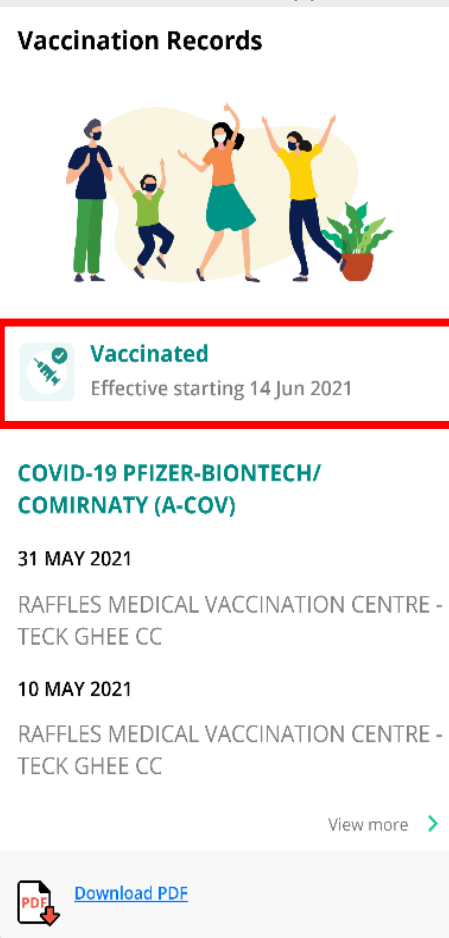 Vaccination Records
Vaccinated
Effective starting 14 Jun 2021
COVID-19 PFIZER-BIONTECH/
COMIRNATY (A-COV)
31 MAY 2021
RAFFLES MEDICAL VACCINATION CENTRE -
TECK GHEE CC
10 MAY 2021
RAFFLES MEDICAL VACCINATION CENTRE -
TECK GHEE CC
View more
PDF
Download PDF